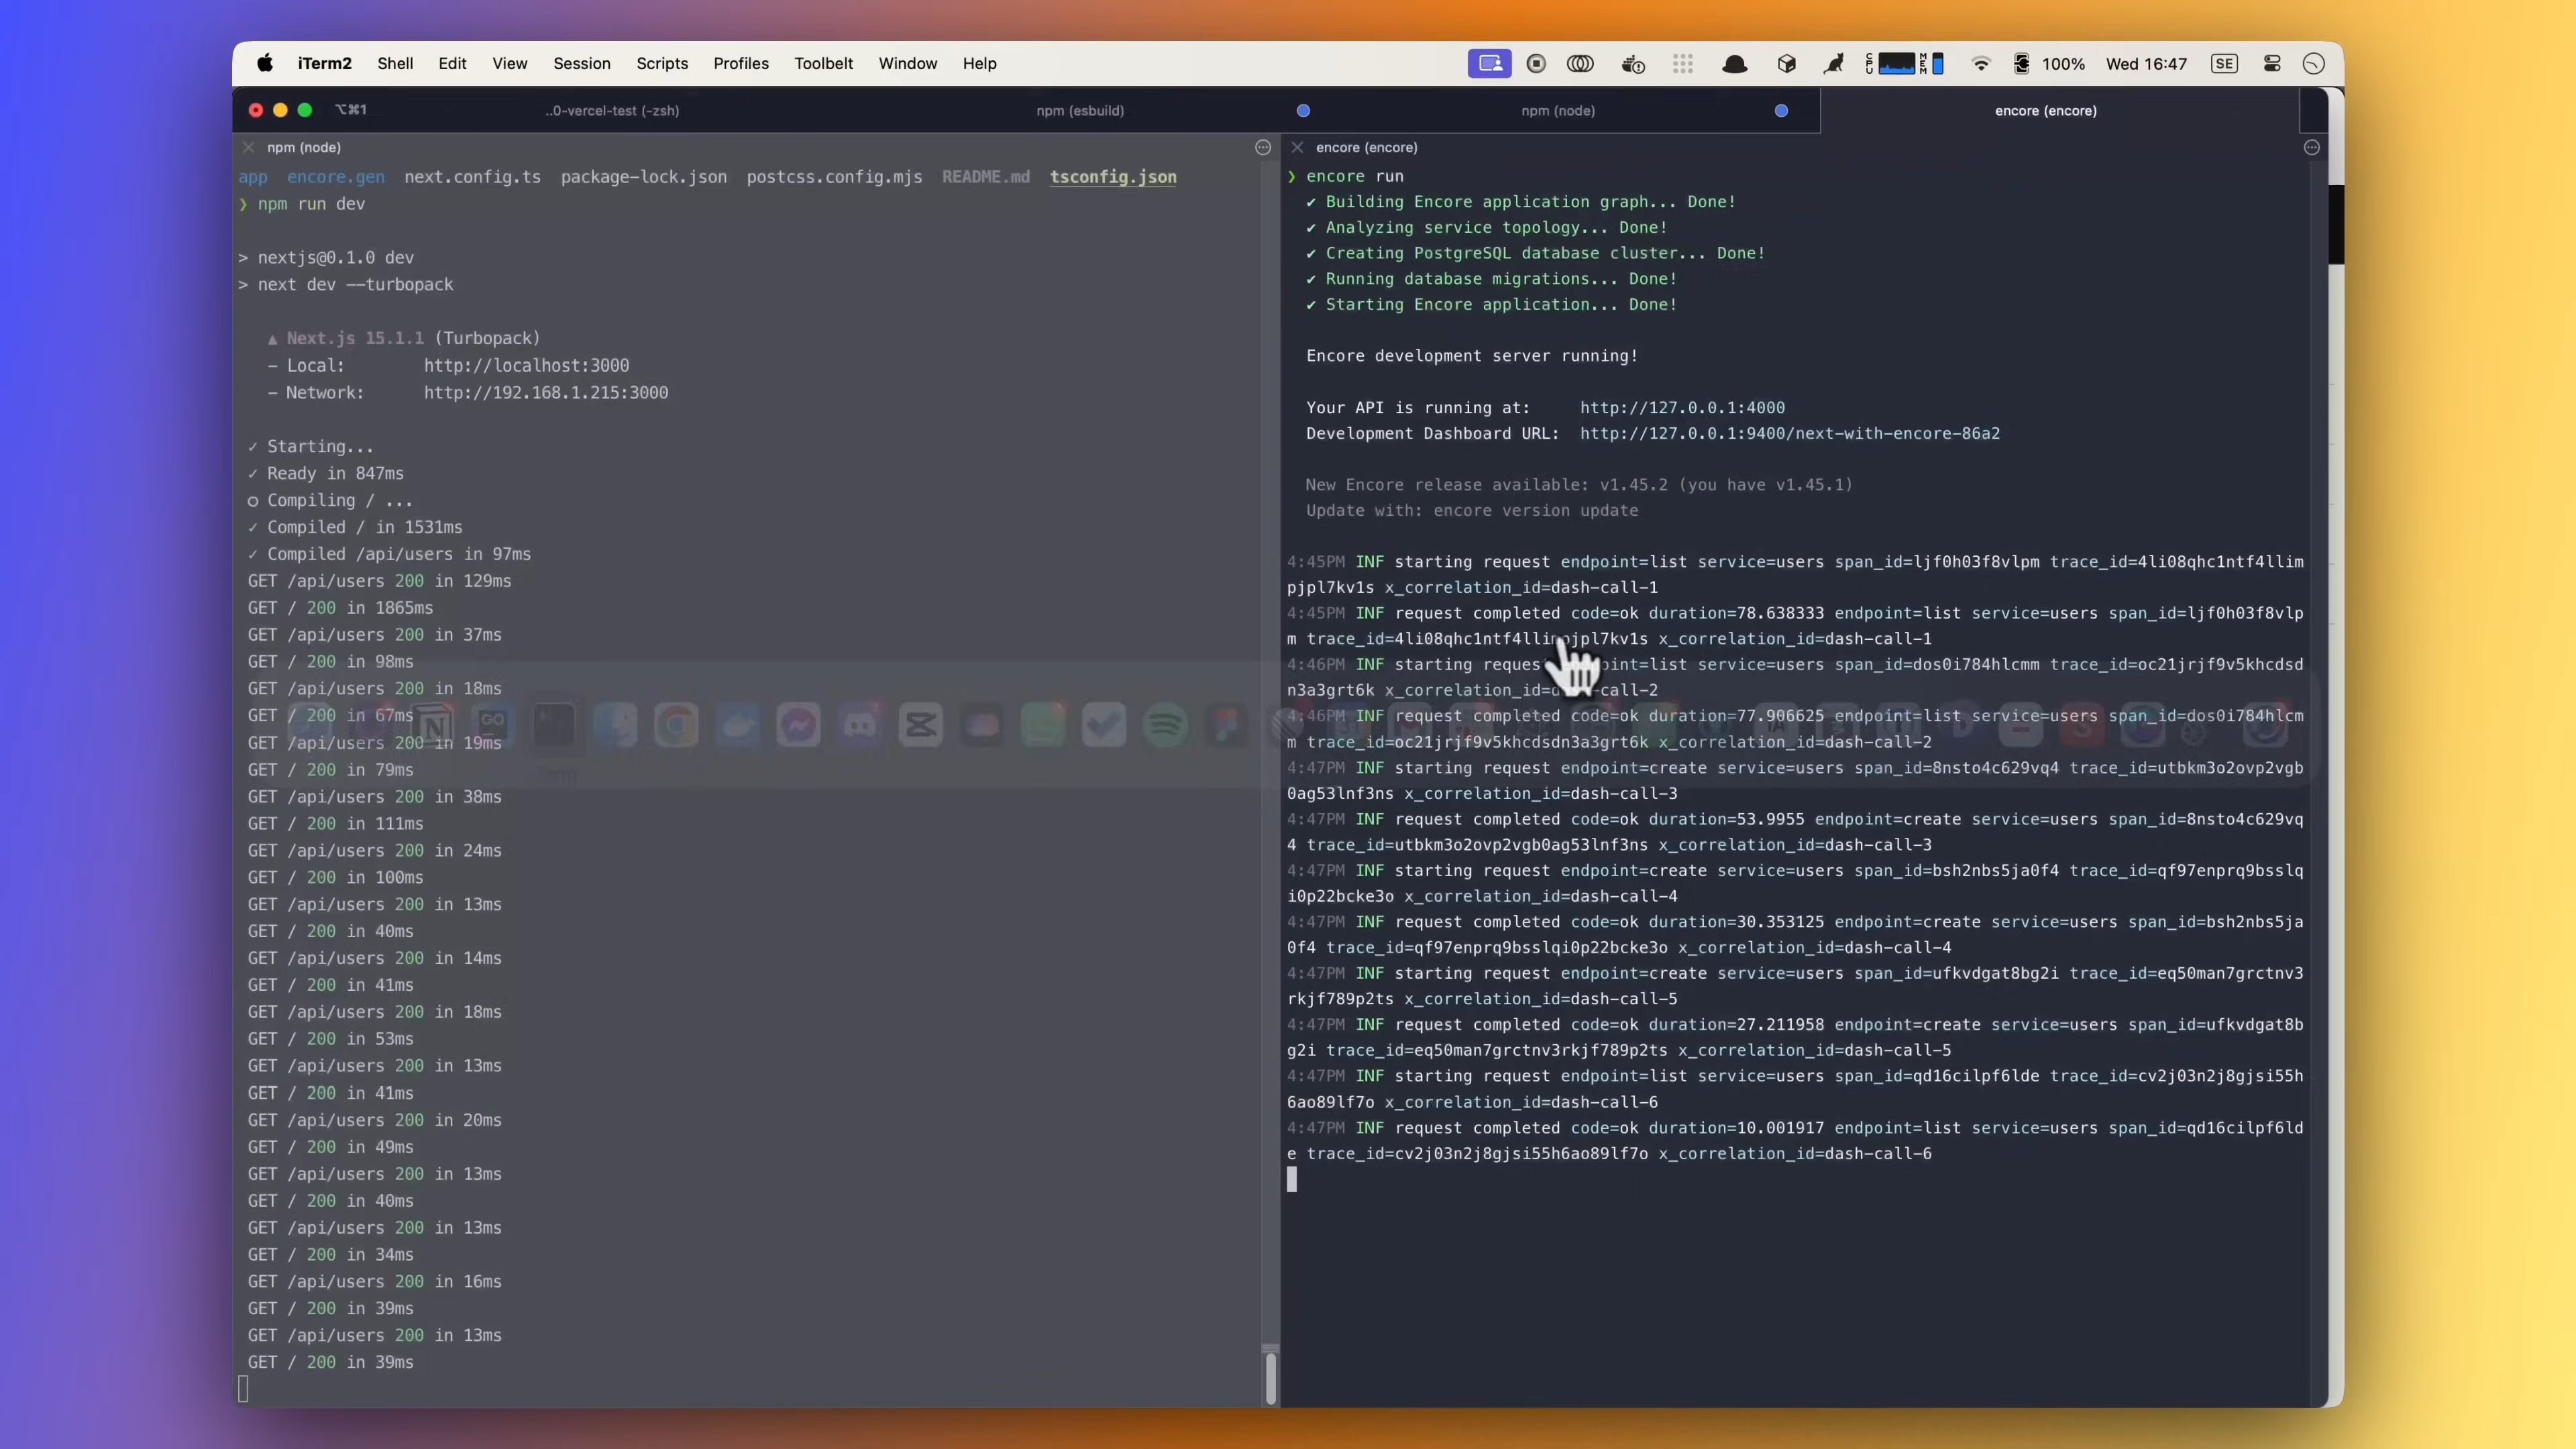 iTerm2 Shell Edit View Session Scripts Profiles Toolbelt Window Help
CPU MEM 100% Wed 16:47 SE
⌥⌘1 ..0-vercel-test (-zsh) npm (esbuild) npm (node) encore (encore)
npm (node)
app encore.gen next.config.ts package-lock.json postcss.config.mjs README.md tsconfig.json
❯ npm run dev
> nextjs@0.1.0 dev
> next dev --turbopack
▲ Next.js 15.1.1 (Turbopack)
- Local: http://localhost:3000
- Network: http://192.168.1.215:3000
✓ Starting...
✓ Ready in 847ms
○ Compiling / ...
✓ Compiled / in 1531ms
✓ Compiled /api/users in 97ms
GET /api/users 200 in 129ms
GET / 200 in 1865ms
GET /api/users 200 in 37ms
GET / 200 in 98ms
GET /api/users 200 in 18ms
GET / 200 in 67ms
GET /api/users 200 in 19ms
GET / 200 in 79ms
GET /api/users 200 in 38ms
GET / 200 in 111ms
GET /api/users 200 in 24ms
GET / 200 in 100ms
GET /api/users 200 in 13ms
GET / 200 in 40ms
GET /api/users 200 in 14ms
GET / 200 in 41ms
GET /api/users 200 in 18ms
GET / 200 in 53ms
GET /api/users 200 in 13ms
GET / 200 in 41ms
GET /api/users 200 in 20ms
GET / 200 in 49ms
GET /api/users 200 in 13ms
GET / 200 in 40ms
GET /api/users 200 in 13ms
GET / 200 in 34ms
GET /api/users 200 in 16ms
GET / 200 in 39ms
GET /api/users 200 in 13ms
GET / 200 in 39ms
encore (encore)
❯ encore run
✔ Building Encore application graph... Done!
✔ Analyzing service topology... Done!
✔ Creating PostgreSQL database cluster... Done!
✔ Running database migrations... Done!
✔ Starting Encore application... Done!
Encore development server running!
Your API is running at: http://127.0.0.1:4000
Development Dashboard URL: http://127.0.0.1:9400/next-with-encore-86a2
New Encore release available: v1.45.2 (you have v1.45.1)
Update with: encore version update
4:45PM INF starting request endpoint=list service=users span_id=ljf0h03f8vlpm trace_id=4li08qhc1ntf4llim
pjpl7kv1s x_correlation_id=dash-call-1
4:45PM INF request completed code=ok duration=78.638333 endpoint=list service=users span_id=ljf0h03f8vlp
m trace_id=4li08qhc1ntf4llimpjpl7kv1s x_correlation_id=dash-call-1
4:46PM INF starting request endpoint=list service=users span_id=dos0i784hlcmm trace_id=oc21jrjf9v5khcdsd
n3a3grt6k x_correlation_id=dash-call-2
4:46PM INF request completed code=ok duration=77.906625 endpoint=list service=users span_id=dos0i784hlcm
m trace_id=oc21jrjf9v5khcdsdn3a3grt6k x_correlation_id=dash-call-2
4:47PM INF starting request endpoint=create service=users span_id=8nsto4c629vq4 trace_id=utbkm3o2ovp2vgb
0ag53lnf3ns x_correlation_id=dash-call-3
4:47PM INF request completed code=ok duration=53.9955 endpoint=create service=users span_id=8nsto4c629vq
4 trace_id=utbkm3o2ovp2vgb0ag53lnf3ns x_correlation_id=dash-call-3
4:47PM INF starting request endpoint=create service=users span_id=bsh2nbs5ja0f4 trace_id=qf97enprq9bsslq
i0p22bcke3o x_correlation_id=dash-call-4
4:47PM INF request completed code=ok duration=30.353125 endpoint=create service=users span_id=bsh2nbs5ja
0f4 trace_id=qf97enprq9bsslqi0p22bcke3o x_correlation_id=dash-call-4
4:47PM INF starting request endpoint=create service=users span_id=ufkvdgat8bg2i trace_id=eq50man7grctnv3
rkjf789p2ts x_correlation_id=dash-call-5
4:47PM INF request completed code=ok duration=27.211958 endpoint=create service=users span_id=ufkvdgat8b
g2i trace_id=eq50man7grctnv3rkjf789p2ts x_correlation_id=dash-call-5
4:47PM INF starting request endpoint=list service=users span_id=qd16cilpf6lde trace_id=cv2j03n2j8gjsi55h
6ao89lf7o x_correlation_id=dash-call-6
4:47PM INF request completed code=ok duration=10.001917 endpoint=list service=users span_id=qd16cilpf6ld
e trace_id=cv2j03n2j8gjsi55h6ao89lf7o x_correlation_id=dash-call-6